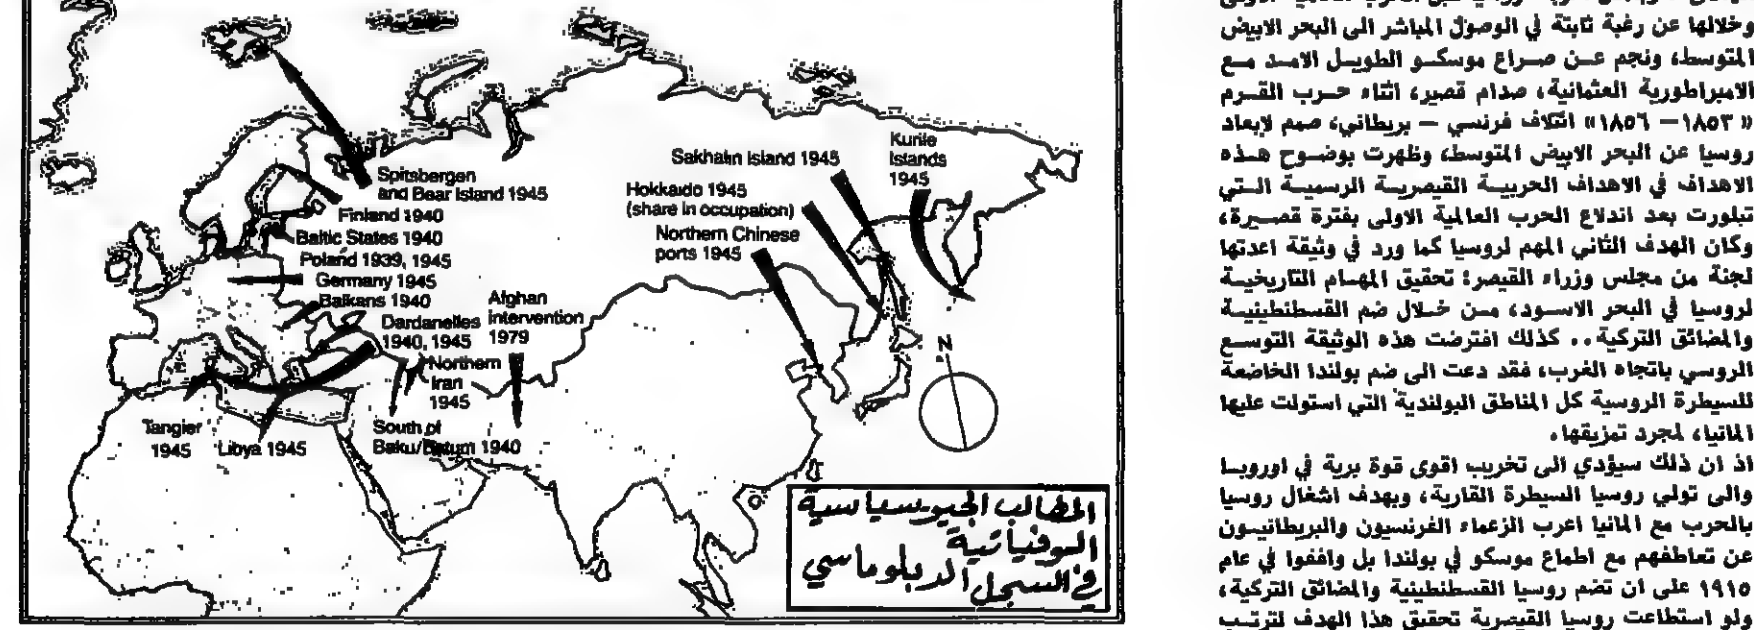 Spitsbergen
and Bear Island 1945
Finland 1940
Baltic States 1940
Poland 1939, 1945
Germany 1945
Balkans 1940
Dardanelles
1940, 1945
Afghan
intervention
1979
Northern
Iran
1945
South of
Baku/Batum 1940
Tangier
1945
Libya 1945
Sakhalin Island 1945
Kurile
Islands
1945
Hokkaido 1945
(share in occupation)
Northern Chinese
ports 1945
N
المطالب الجيوسياسية
السوفياتية
في السجل الدبلوماسي
وخلالها عن رغبة ثابتة في الوصول المباشر الى البحر الابيض
المتوسط، ونجم عن صراع موسكو الطويل الامد مع
الامبراطورية العثمانية، صدام قصير، اثناء حرب القرم
« ١٨٥٣ — ١٨٥٦» ائتلاف فرنسي — بريطاني، صمم لابعاد
روسيا عن البحر الابيض المتوسط، وظهرت بوضوح هذه
الاهداف في الاهداف الحربية القيصرية الرسمية التي
تبلورت بعد اندلاع الحرب العالمية الاولى بفترة قصيرة،
وكان الهدف الثاني المهم لروسيا كما ورد في وثيقة اعدتها
لجنة من مجلس وزراء القيصر: تحقيق المهام التاريخية
لروسيا في البحر الاسود، من خلال ضم القسطنطينية
والمضائق التركية.. كذلك افترضت هذه الوثيقة التوسع
الروسي باتجاه الغرب، فقد دعت الى ضم بولندا الخاضعة
للسيطرة الروسية كل المناطق البولندية التي استولت عليها
المانيا، لمجرد تمزيقها.
اذ ان ذلك سيؤدي الى تخريب اقوى قوة برية في اوروبا
والى تولي روسيا السيطرة القارية، وبهدف اشغال روسيا
بالحرب مع المانيا اعرب الزعماء الفرنسيون والبريطانيون
عن تعاطفهم مع اطماع موسكو في بولندا بل وافقوا في عام
١٩١٥ على ان تضم روسيا القسطنطينية والمضائق التركية،
ولو استطاعت روسيا القيصرية تحقيق هذا الهدف لترتب